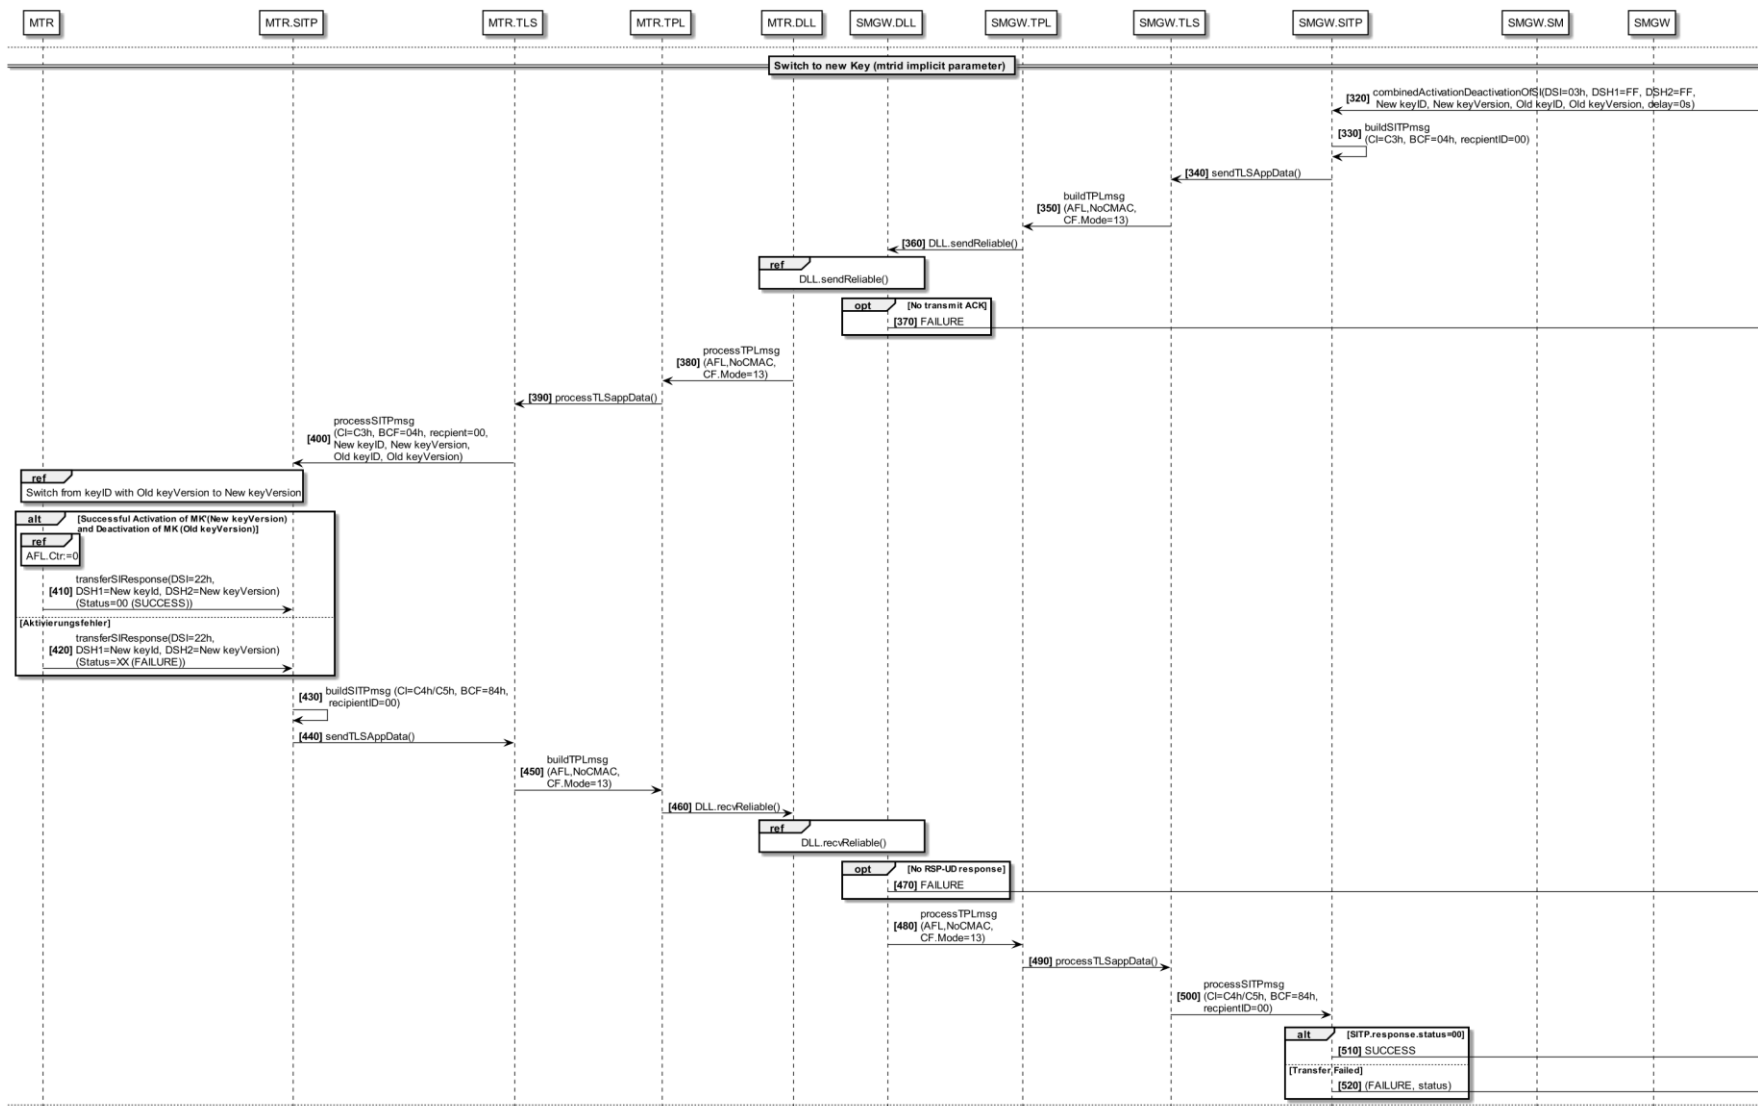 MTR
MTR.SITP
MTR.TLS
MTR.TPL
MTR.DLL
SMGW.DLL
SMGW.TPL
SMGW.TLS
SMGW.SITP
SMGW.SM
SMGW
Switch to new Key (mtrid implicit parameter)
[320] combinedActivationDeactivationOfSI(DSI=03h, DSH1=FF, DSH2=FF,
New keyID, New keyVersion, Old keyID, Old keyVersion, delay=0s)
buildSITPmsg
[330] (CI=C3h, BCF=04h, recpientID=00)
[340] sendTLSAppData()
buildTPLmsg
[350] (AFL,NoCMAC,
CF.Mode=13)
[360] DLL.sendReliable()
ref
DLL.sendReliable()
opt [No transmit ACK]
[370] FAILURE
processTPLmsg
[380] (AFL,NoCMAC,
CF.Mode=13)
[390] processTLSappData()
processSITPmsg
(CI=C3h, BCF=04h, recpient=00,
[400] New keyID, New keyVersion,
Old keyID, Old keyVersion)
ref
Switch from keyID with Old keyVersion to New keyVersion
alt [Successful Activation of MK'(New keyVersion)
and Deactivation of MK (Old keyVersion)]
ref
AFL.Ctr:=0
transferSIResponse(DSI=22h,
[410] DSH1=New keyId, DSH2=New keyVersion)
(Status=00 (SUCCESS))
[Aktivierungsfehler]
transferSIResponse(DSI=22h,
[420] DSH1=New keyId, DSH2=New keyVersion)
(Status=XX (FAILURE))
[430] buildSITPmsg (CI=C4h/C5h, BCF=84h,
recipientID=00)
[440] sendTLSAppData()
buildTPLmsg
[450] (AFL,NoCMAC,
CF.Mode=13)
[460] DLL.recvReliable()
ref
DLL.recvReliable()
opt [No RSP-UD response]
[470] FAILURE
processTPLmsg
[480] (AFL,NoCMAC,
CF.Mode=13)
[490] processTLSappData()
processSITPmsg
[500] (CI=C4h/C5h, BCF=84h,
recpientID=00)
alt [SITP.response.status=00]
[510] SUCCESS
[Transfer Failed]
[520] (FAILURE, status)